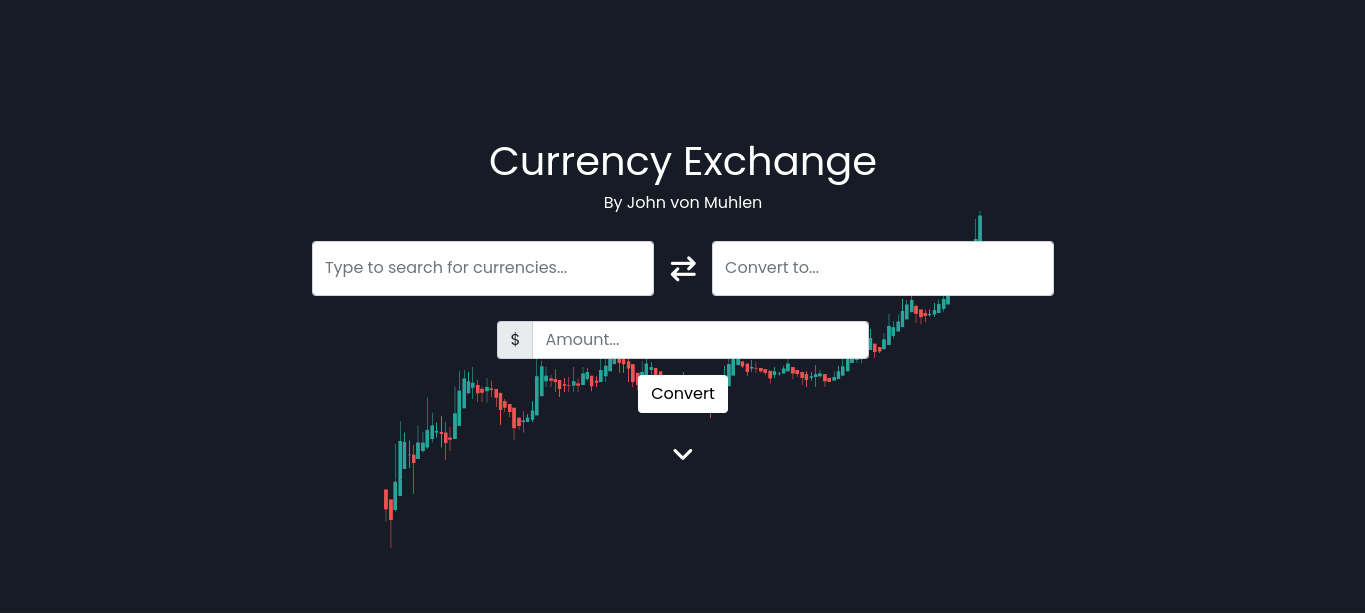 Currency Exchange
By John von Muhlen
Type to search for currencies...
Convert to...
$ Amount...
Convert